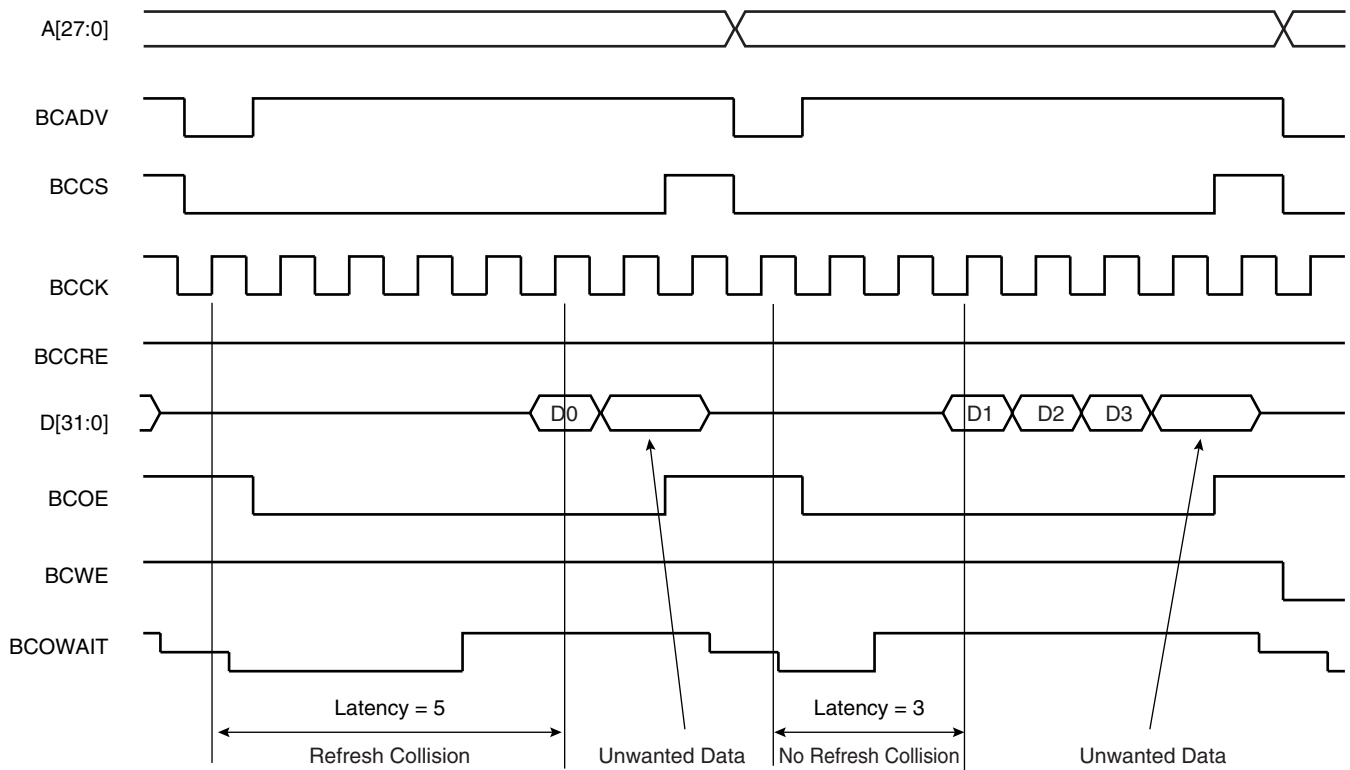 A[27:0]
BCADV
BCCS
BCCK
BCCRE
D[31:0]
D0
D1
D2
D3
BCOE
BCWE
BCOWAIT
Latency = 5
Latency = 3
Refresh Collision
Unwanted Data
No Refresh Collision
Unwanted Data